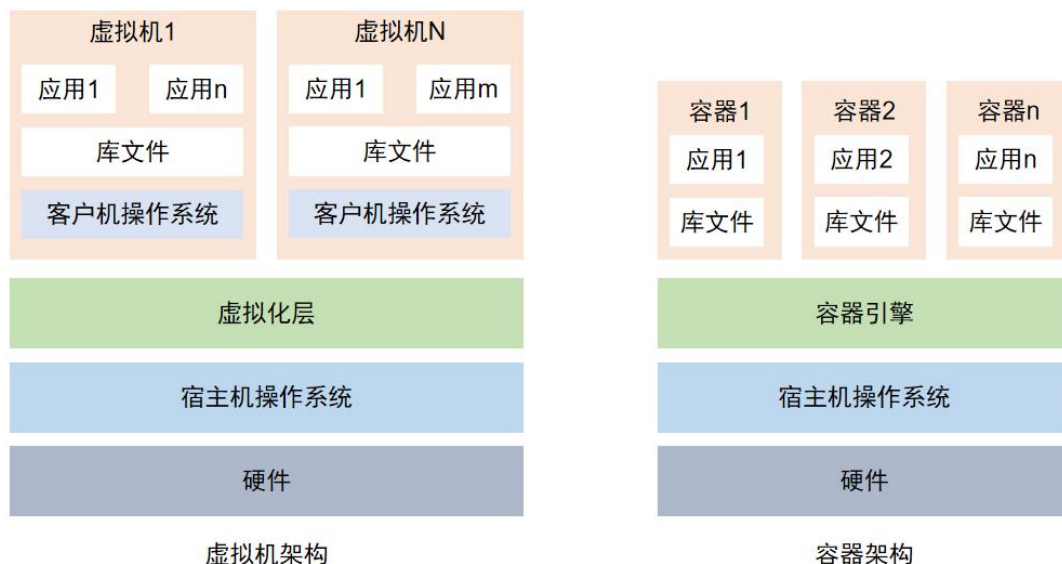 虚拟机1
应用1
应用n
库文件
客户机操作系统
虚拟机N
应用1
应用m
库文件
客户机操作系统
虚拟化层
宿主机操作系统
硬件
虚拟机架构
容器1
应用1
库文件
容器2
应用2
库文件
容器n
应用n
库文件
容器引擎
宿主机操作系统
硬件
容器架构